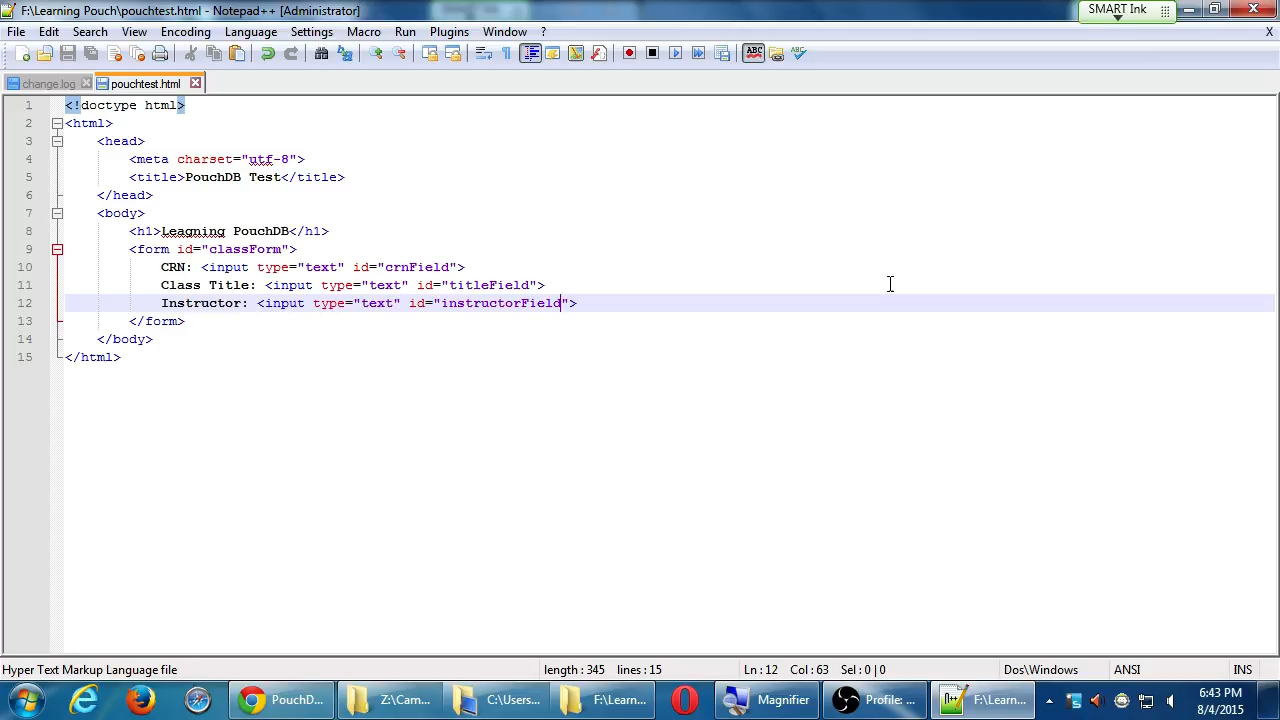 F:\Learning Pouch\pouchtest.html - Notepad++ [Administrator]
SMART Ink
File Edit Search View Encoding Language Settings Macro Run Plugins Window ? X
change.log pouchtest.html
1 <!doctype html>
2 <html>
3 <head>
4 <meta charset="utf-8">
5 <title>PouchDB Test</title>
6 </head>
7 <body>
8 <h1>Leagning PouchDB</h1>
9 <form id="classForm">
10 CRN: <input type="text" id="crnField">
11 Class Title: <input type="text" id="titleField">
12 Instructor: <input type="text" id="instructorField">
13 </form>
14 </body>
15 </html>
Hyper Text Markup Language file length : 345 lines : 15 Ln : 12 Col : 63 Sel : 0 | 0 Dos\Windows ANSI INS
PouchD... Z:\Cam... C:\Users... F:\Learn... Magnifier Profile: ... F:\Learn... 6:43 PM
8/4/2015